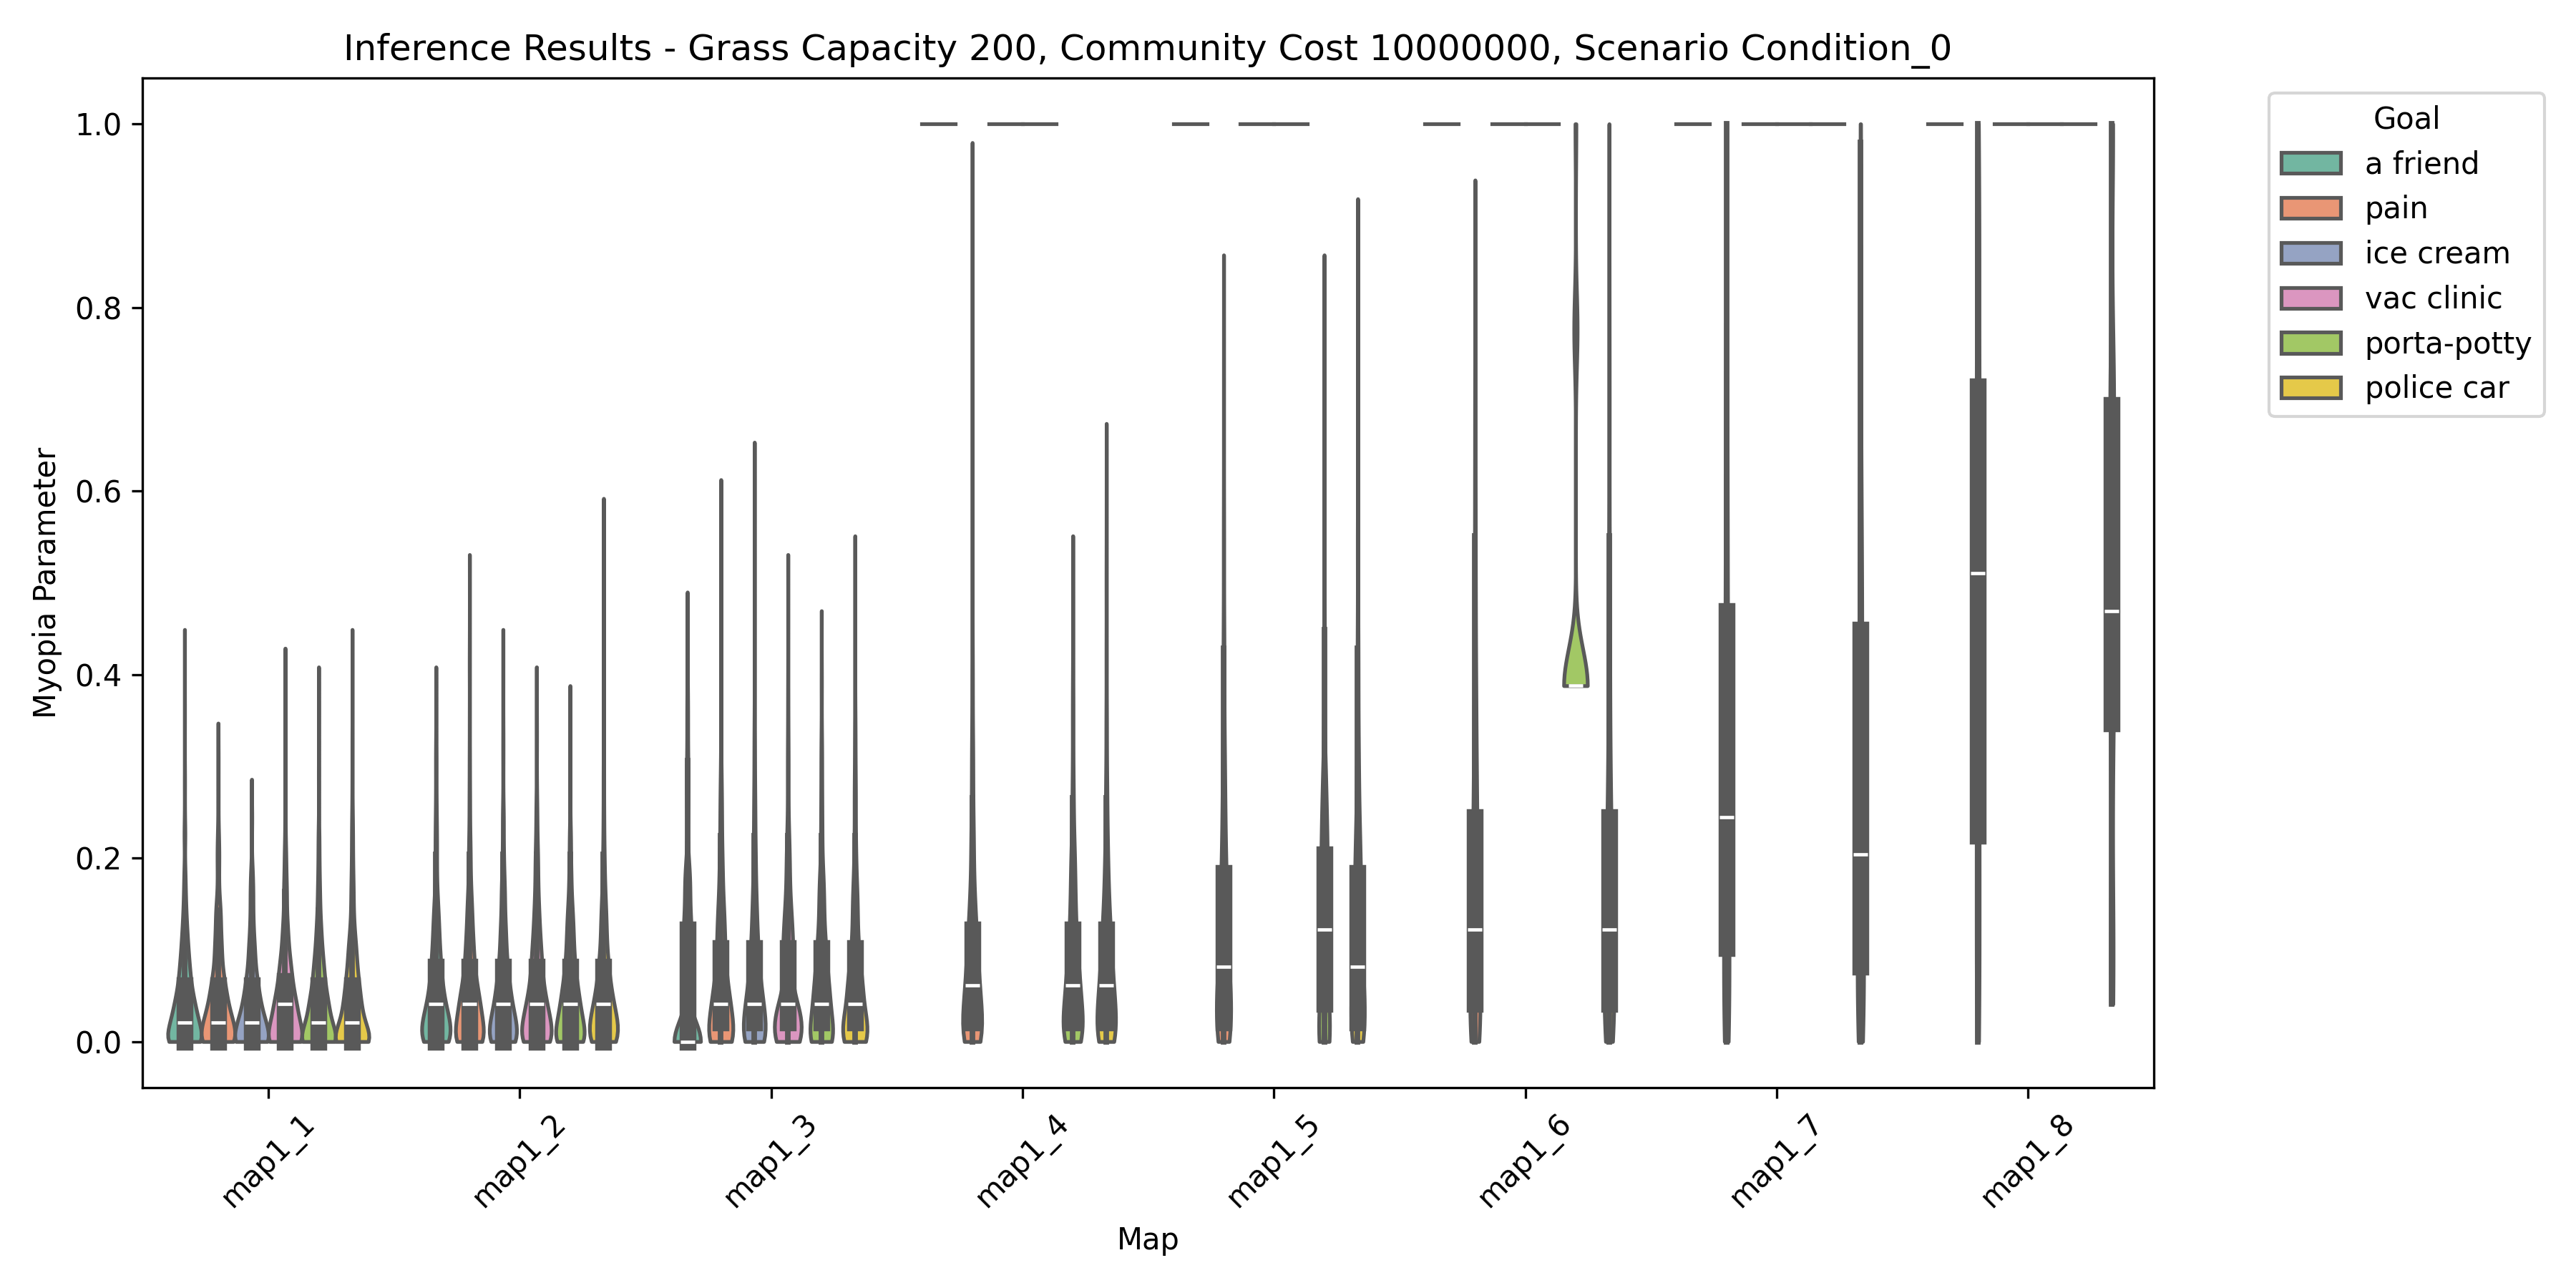 Inference Results - Grass Capacity 200, Community Cost 10000000, Scenario Condition_0
Goal
a friend
pain
ice cream
vac clinic
porta-potty
police car
Myopia Parameter
1.0
0.8
0.6
0.4
0.2
0.0
map1_1
map1_2
map1_3
map1_4
map1_5
map1_6
map1_7
map1_8
Map